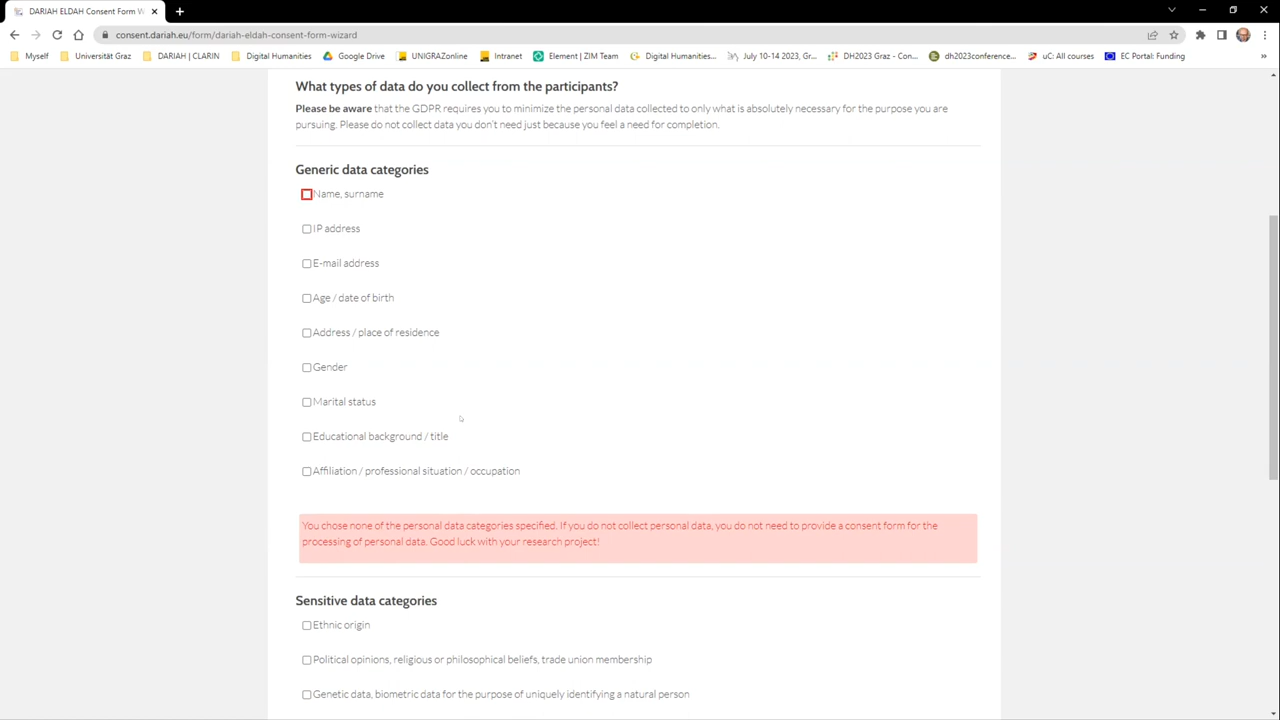 DARIAH ELDAH Consent Form Wi
consent.dariah.eu/form/dariah-eldah-consent-form-wizard
Myself
Universität Graz
DARIAH | CLARIN
Digital Humanities
Google Drive
UNIGRAZonline
Intranet
Element | ZIM Team
Digital Humanities...
July 10-14 2023, Gr...
DH2023 Graz - Con...
dh2023conference...
uC: All courses
EC Portal: Funding
»
What types of data do you collect from the participants?
Please be aware that the GDPR requires you to minimize the personal data collected to only what is absolutely necessary for the purpose you are
pursuing. Please do not collect data you don't need just because you feel a need for completion.
Generic data categories
Name, surname
IP address
E-mail address
Age / date of birth
Address / place of residence
Gender
Marital status
Educational background / title
Affiliation / professional situation / occupation
You chose none of the personal data categories specified. If you do not collect personal data, you do not need to provide a consent form for the
processing of personal data. Good luck with your research project!
Sensitive data categories
Ethnic origin
Political opinions, religious or philosophical beliefs, trade union membership
Genetic data, biometric data for the purpose of uniquely identifying a natural person